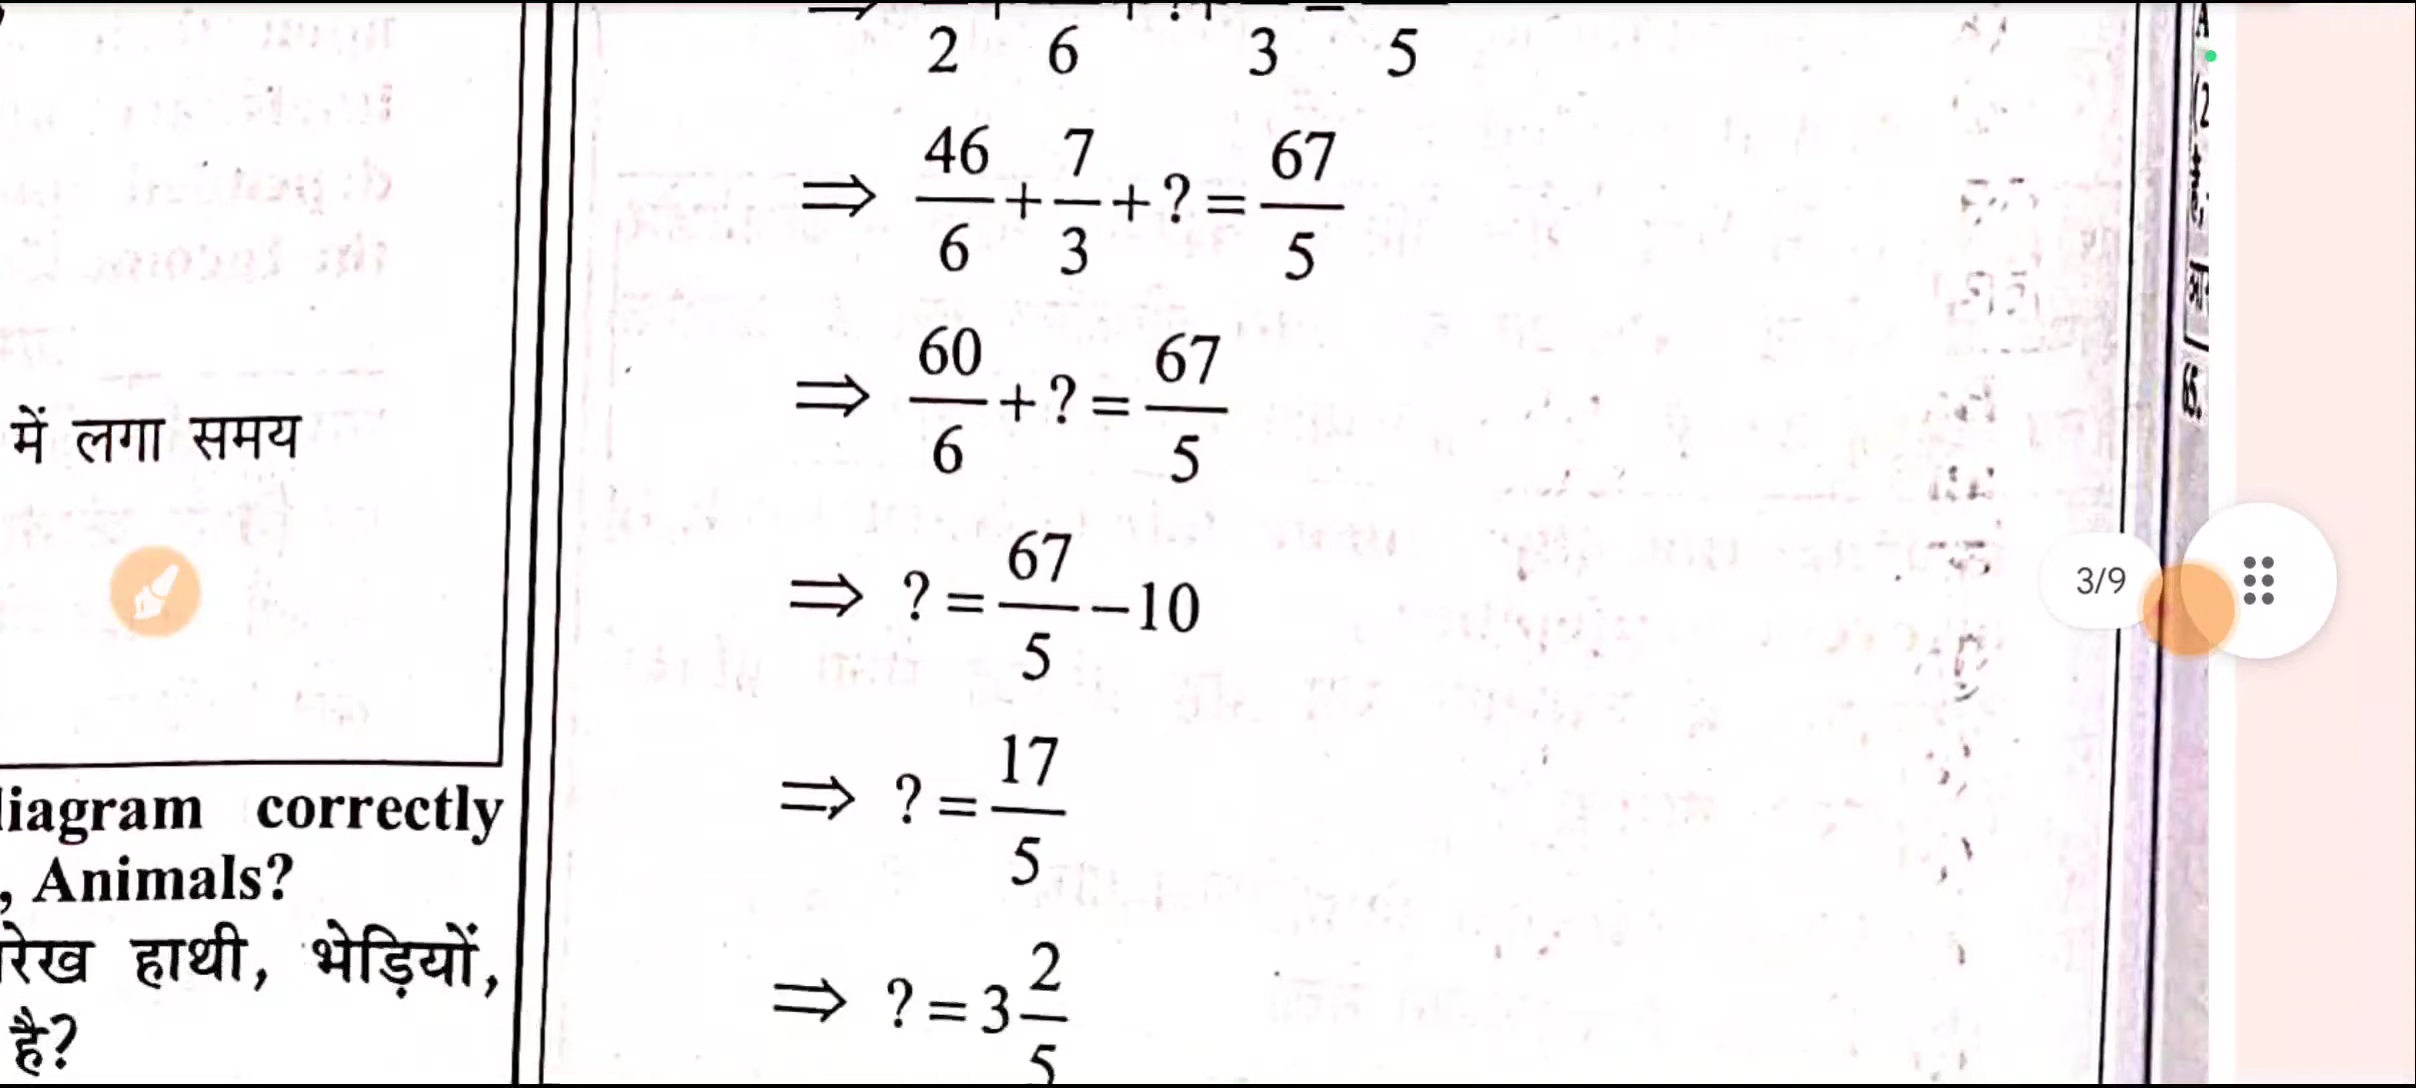 में लगा समय
diagram correctly
, Animals?
हाथी, भेड़ियों,
है?
2 6 3 5
⇒ 46/6 + 7/3 + ? = 67/5
⇒ 60/6 + ? = 67/5
⇒ ? = 67/5 − 10
⇒ ? = 17/5
⇒ ? = 3 2/5
3/9